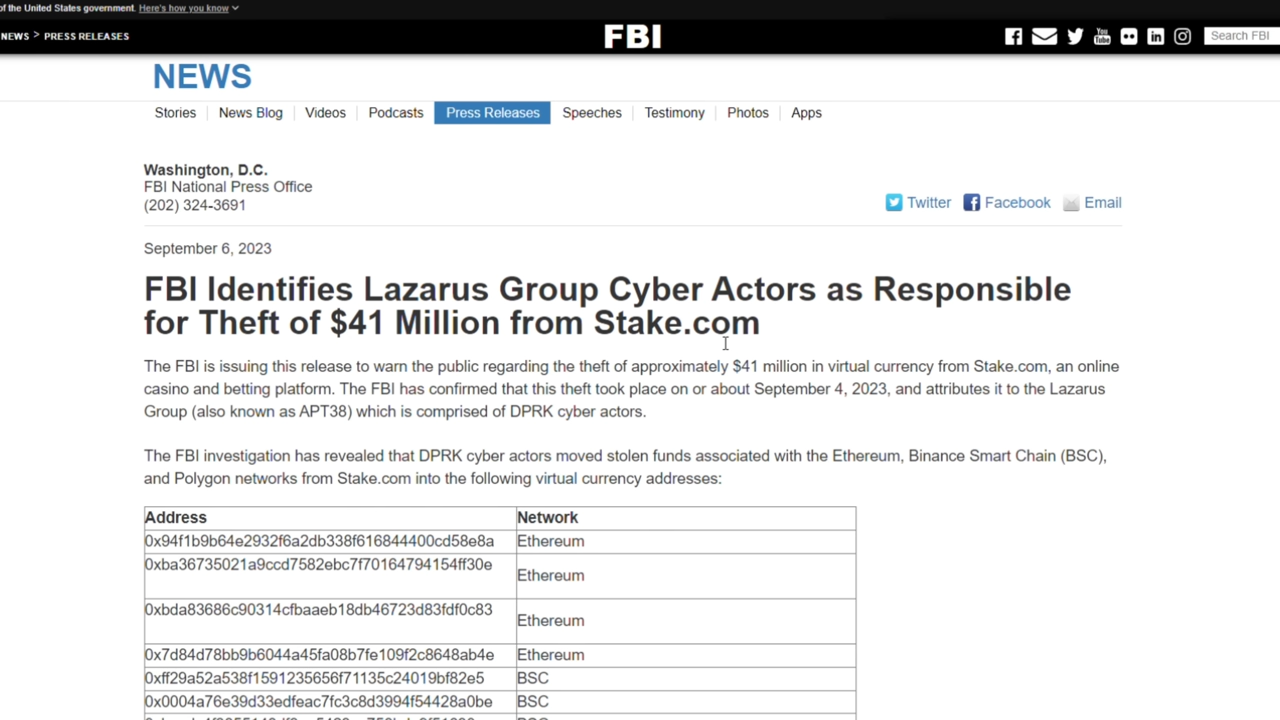 of the United States government. Here's how you know
NEWS > PRESS RELEASES
FBI
Search FBI
NEWS
Stories
News Blog
Videos
Podcasts
Press Releases
Speeches
Testimony
Photos
Apps
Washington, D.C.
FBI National Press Office
(202) 324-3691
Twitter
Facebook
Email
September 6, 2023
FBI Identifies Lazarus Group Cyber Actors as Responsible
for Theft of $41 Million from Stake.com
The FBI is issuing this release to warn the public regarding the theft of approximately $41 million in virtual currency from Stake.com, an online
casino and betting platform. The FBI has confirmed that this theft took place on or about September 4, 2023, and attributes it to the Lazarus
Group (also known as APT38) which is comprised of DPRK cyber actors.
The FBI investigation has revealed that DPRK cyber actors moved stolen funds associated with the Ethereum, Binance Smart Chain (BSC),
and Polygon networks from Stake.com into the following virtual currency addresses:
Address Network
0x94f1b9b64e2932f6a2db338f616844400cd58e8a Ethereum
0xba36735021a9ccd7582ebc7f70164794154ff30e Ethereum
0xbda83686c90314cfbaaeb18db46723d83fdf0c83 Ethereum
0x7d84d78bb9b6044a45fa08b7fe109f2c8648ab4e Ethereum
0xff29a52a538f1591235656f71135c24019bf82e5 BSC
0x0004a76e39d33edfeac7fc3c8d3994f54428a0be BSC